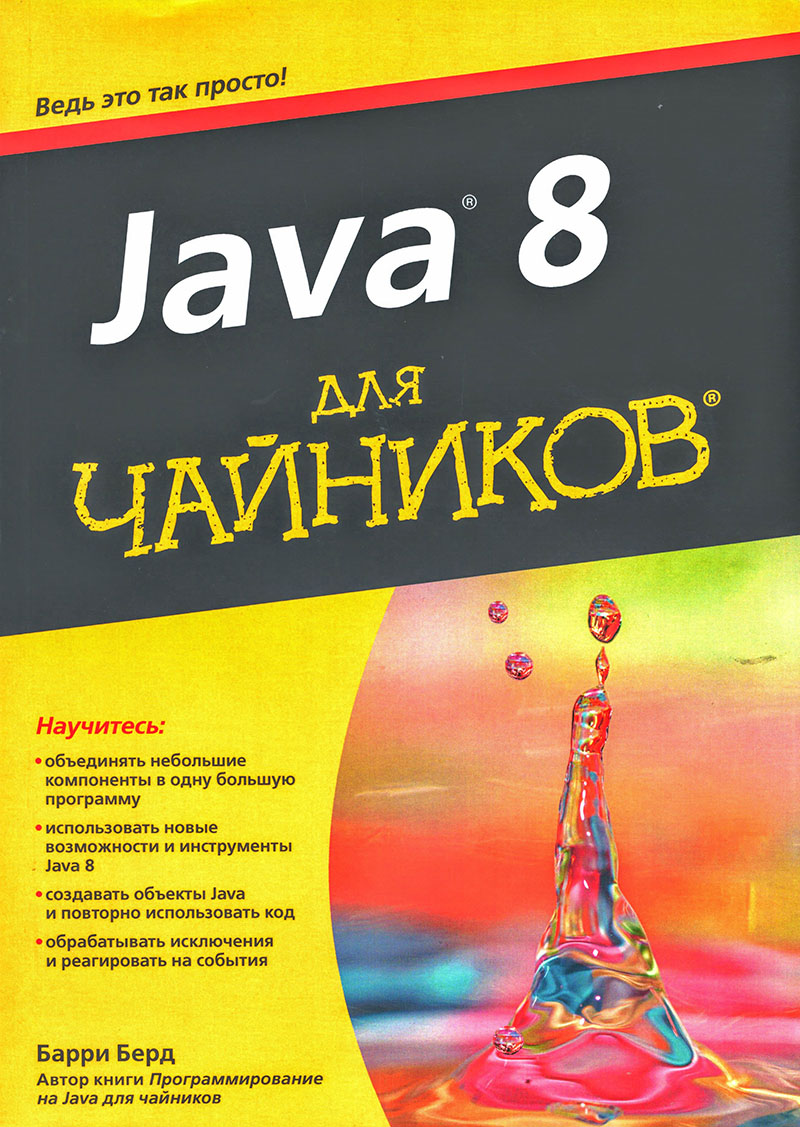 Ведь это так просто!
Java® 8
для
ЧАЙНИКОВ®
Научитесь:
• объединять небольшие
компоненты в одну большую
программу
• использовать новые
возможности и инструменты
Java 8
• создавать объекты Java
и повторно использовать код
• обрабатывать исключения
и реагировать на события
Барри Берд
Автор книги Программирование
на Java для чайников